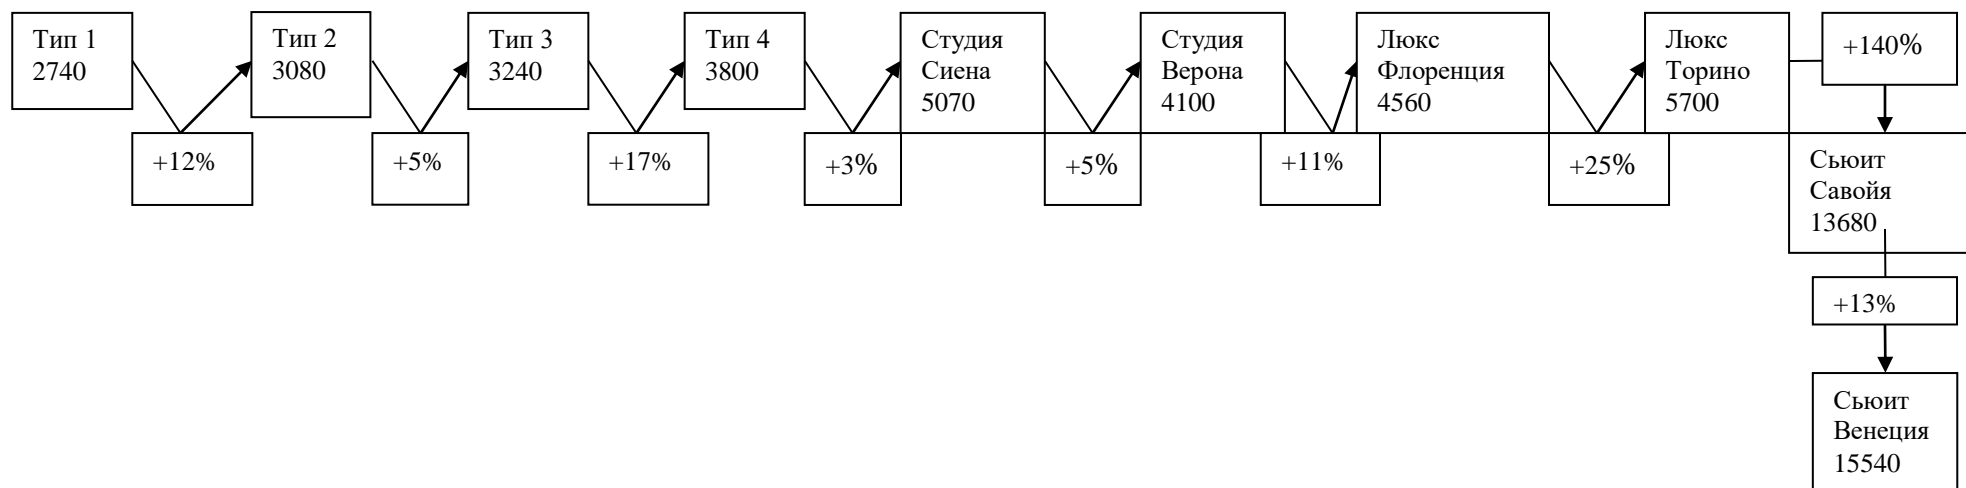 Тип 1
2740
Тип 2
3080
Тип 3
3240
Тип 4
3800
Студия
Сиена
5070
Студия
Верона
4100
Люкс
Флоренция
4560
Люкс
Торино
5700
+140%
+12%
+5%
+17%
+3%
+5%
+11%
+25%
Сьюит
Савойя
13680
+13%
Сьюит
Венеция
15540